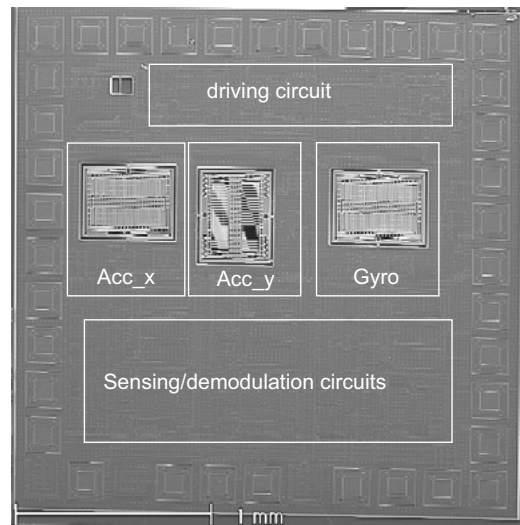 driving circuit
Acc_x
Acc_y
Gyro
Sensing/demodulation circuits
1 mm